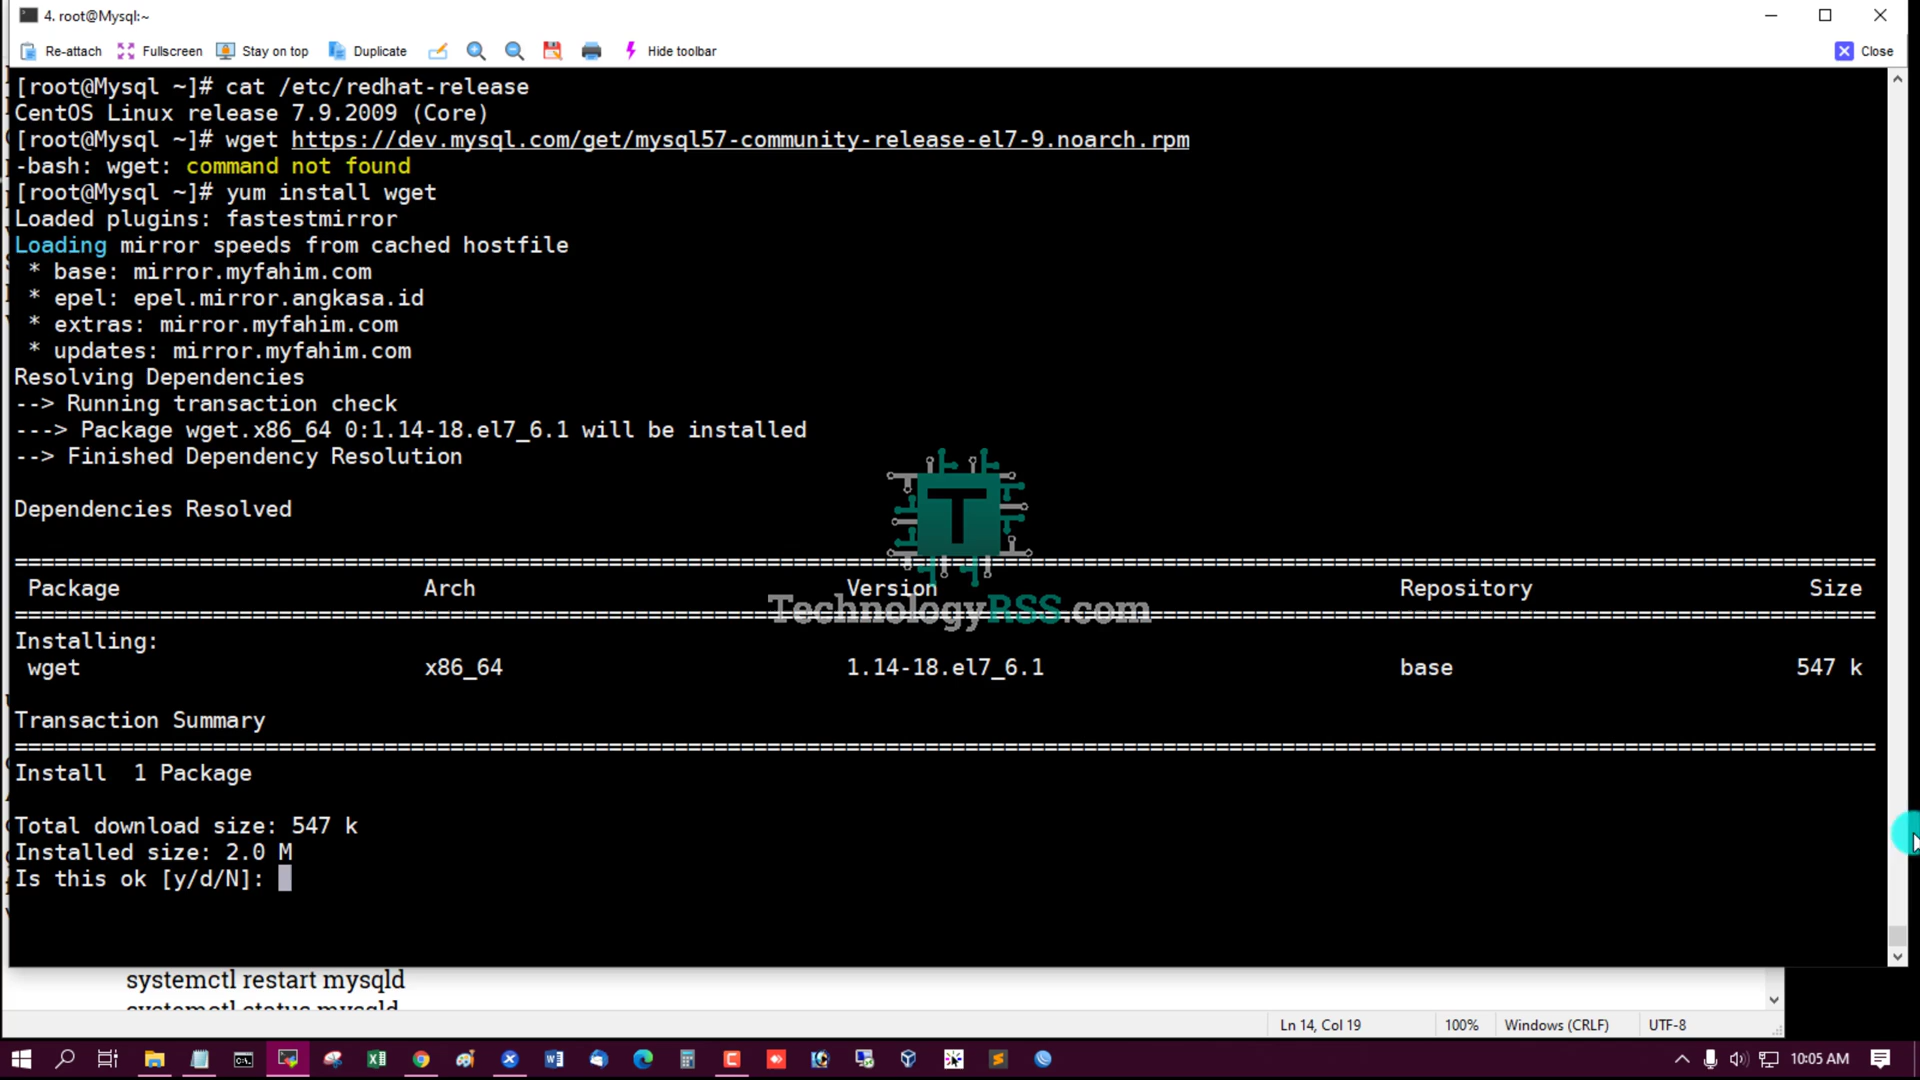 4. root@Mysql:~
Re-attach Fullscreen Stay on top Duplicate Hide toolbar Close
[root@Mysql ~]# cat /etc/redhat-release
CentOS Linux release 7.9.2009 (Core)
[root@Mysql ~]# wget https://dev.mysql.com/get/mysql57-community-release-el7-9.noarch.rpm
-bash: wget: command not found
[root@Mysql ~]# yum install wget
Loaded plugins: fastestmirror
Loading mirror speeds from cached hostfile
* base: mirror.myfahim.com
* epel: epel.mirror.angkasa.id
* extras: mirror.myfahim.com
* updates: mirror.myfahim.com
Resolving Dependencies
--> Running transaction check
---> Package wget.x86_64 0:1.14-18.el7_6.1 will be installed
--> Finished Dependency Resolution
Dependencies Resolved
T
Package Arch Version Repository Size
TechnologyRSS.com
Installing:
wget x86_64 1.14-18.el7_6.1 base 547 k
Transaction Summary
Install 1 Package
Total download size: 547 k
Installed size: 2.0 M
Is this ok [y/d/N]:
systemctl restart mysqld
systemctl status mysqld
Ln 14, Col 19 100% Windows (CRLF) UTF-8
10:05 AM